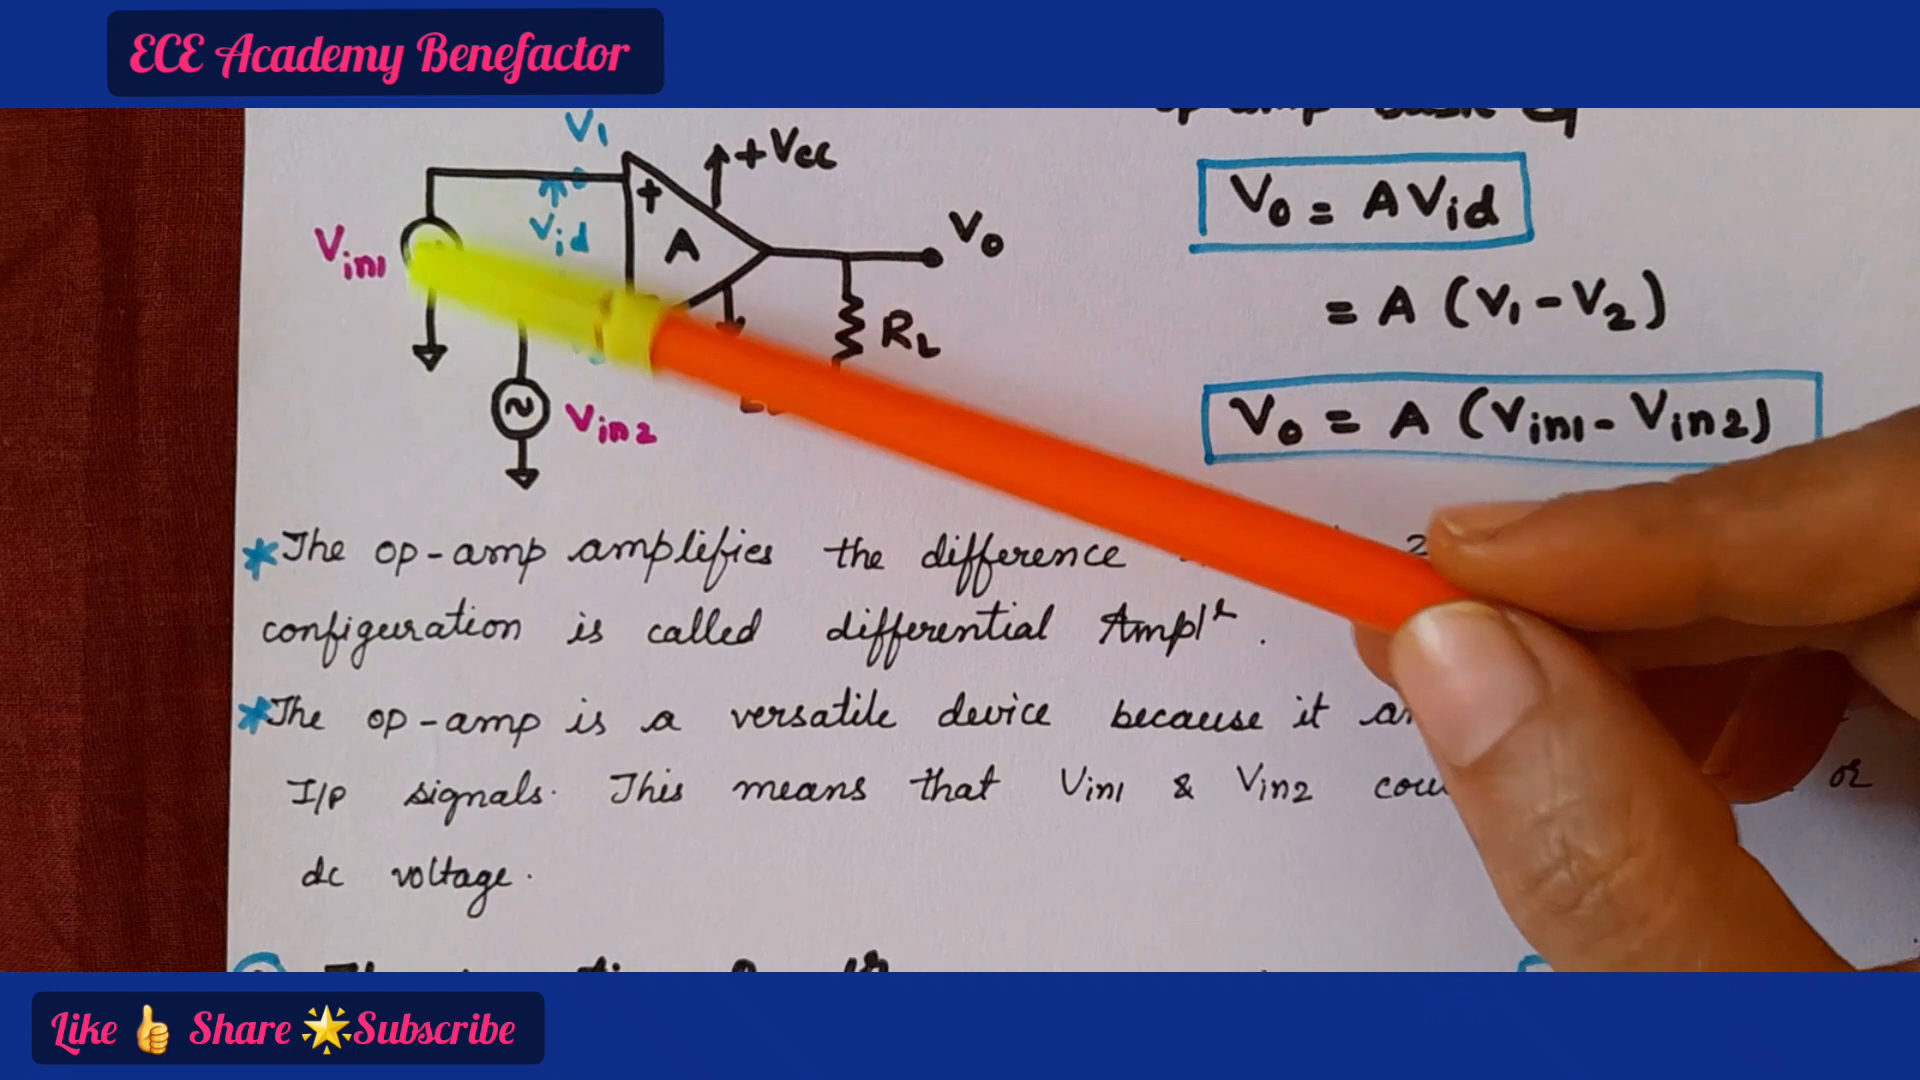 ECE Academy Benefactor
V1
+Vcc
+
Vid
Vin1
A
Vo
RL
Vin2
Vo = AVid
= A (V1 - V2)
Vo = A (Vin1 - Vin2)
*The op-amp amplifies the difference
configuration is called differential Ampl^r.
*The op-amp is a versatile device because it
I/P signals. This means that Vin1 & Vin2 or
dc voltage.
Like 👍 Share 🌟Subscribe